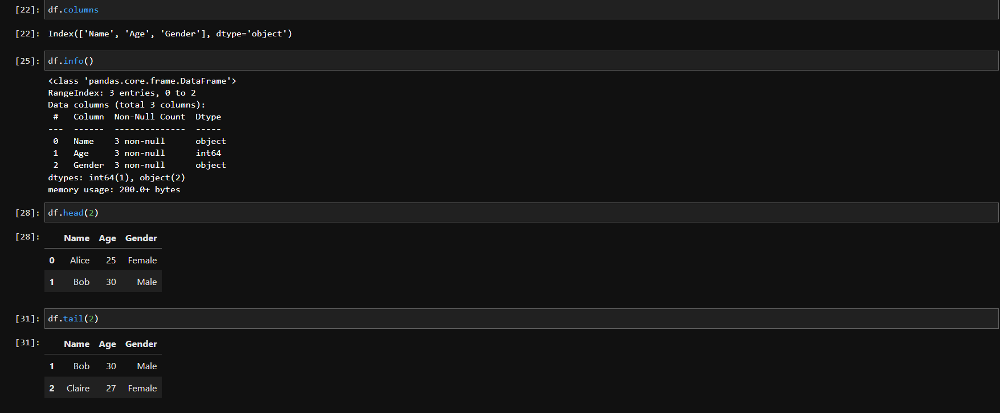 [22]: df.columns
[22]: Index(['Name', 'Age', 'Gender'], dtype='object')
[25]: df.info()
<class 'pandas.core.frame.DataFrame'>
RangeIndex: 3 entries, 0 to 2
Data columns (total 3 columns):
 #   Column  Non-Null Count  Dtype
---  ------  --------------  -----
 0   Name    3 non-null      object
 1   Age     3 non-null      int64
 2   Gender  3 non-null      object
dtypes: int64(1), object(2)
memory usage: 200.0+ bytes
[28]: df.head(2)
[28]: Name Age Gender
0 Alice 25 Female
1 Bob 30 Male
[31]: df.tail(2)
[31]: Name Age Gender
1 Bob 30 Male
2 Claire 27 Female